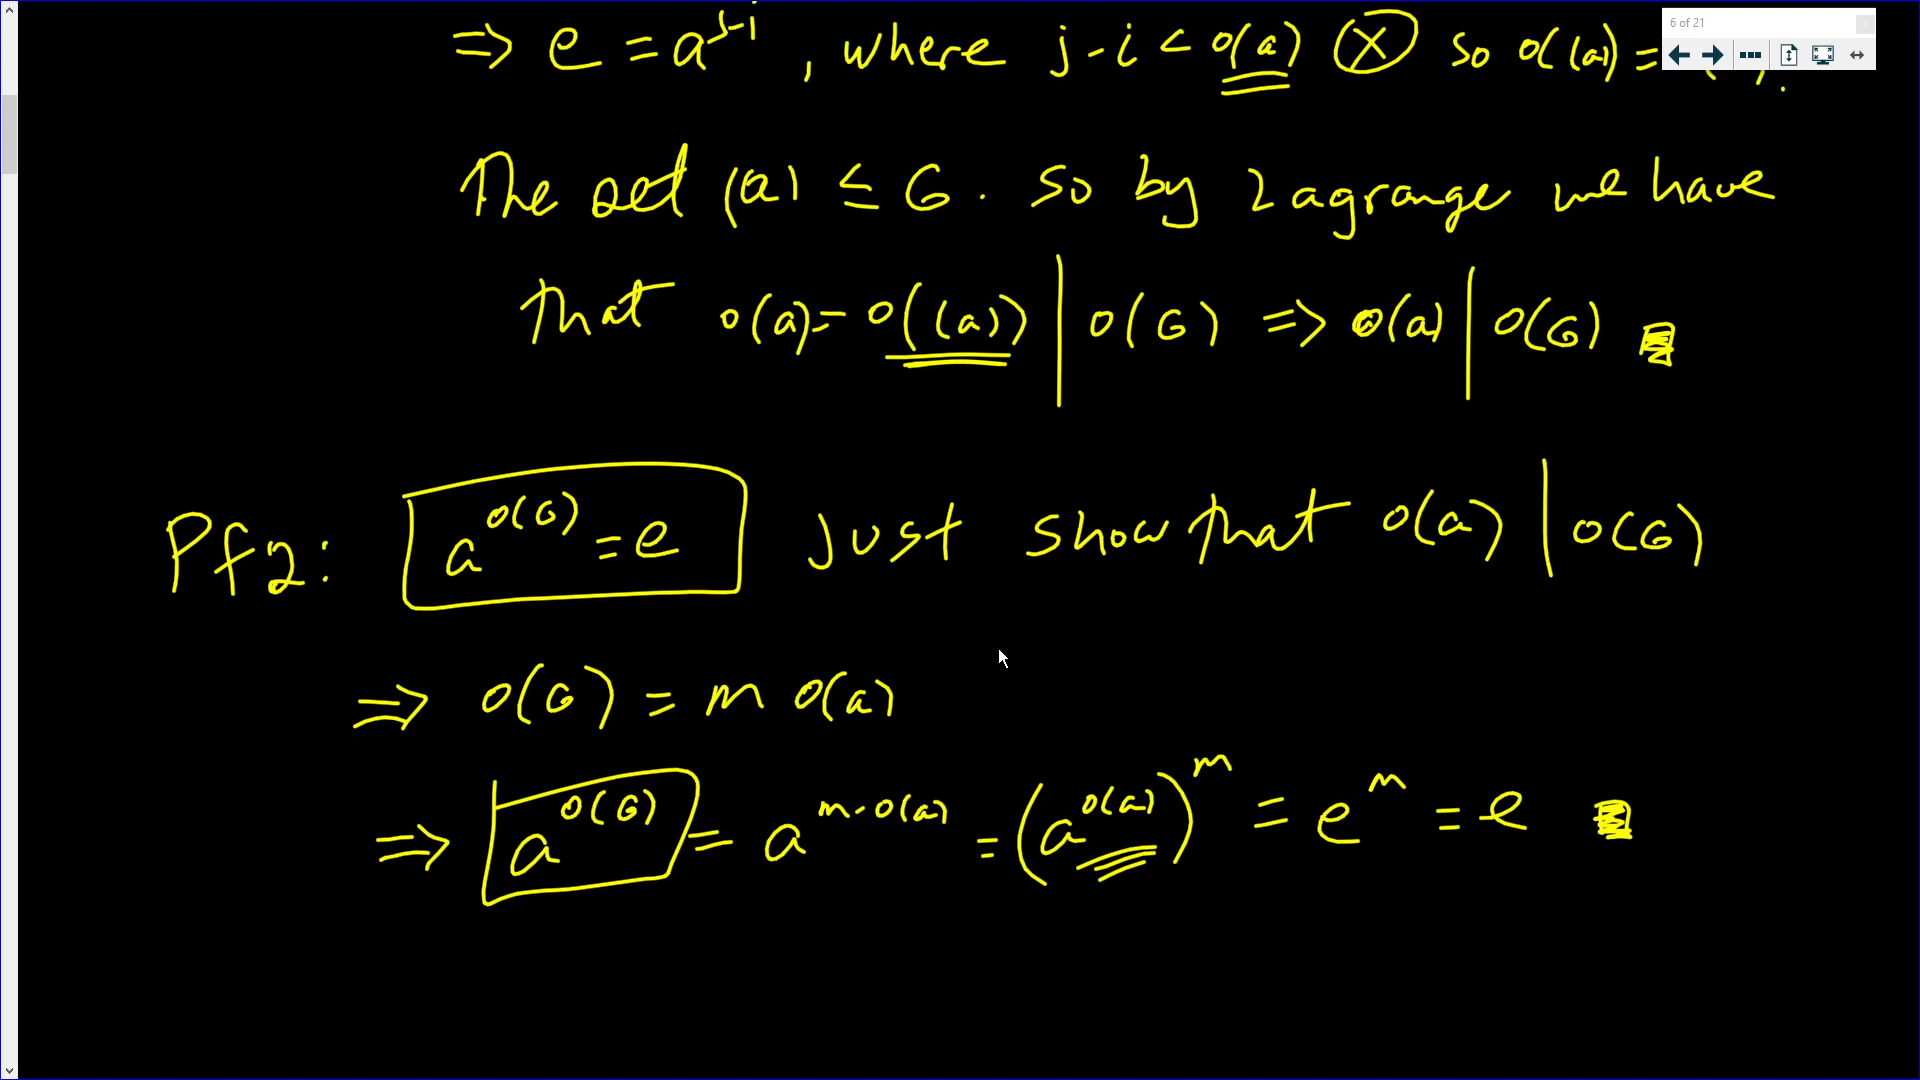 6 of 21
⇒ e = a^{j-i}, where j-i < o(a) Ⓧ so o((a)) =
The set (a) ≤ G. So by Lagrange we have
that o(a) = o((a)) | o(G) ⇒ o(a) | o(G)
Pf2: a^{o(G)} = e Just show that o(a) | o(G)
⇒ o(G) = m o(a)
⇒ a^{o(G)} = a^{m·o(a)} = (a^{o(a)})^m = e^m = e